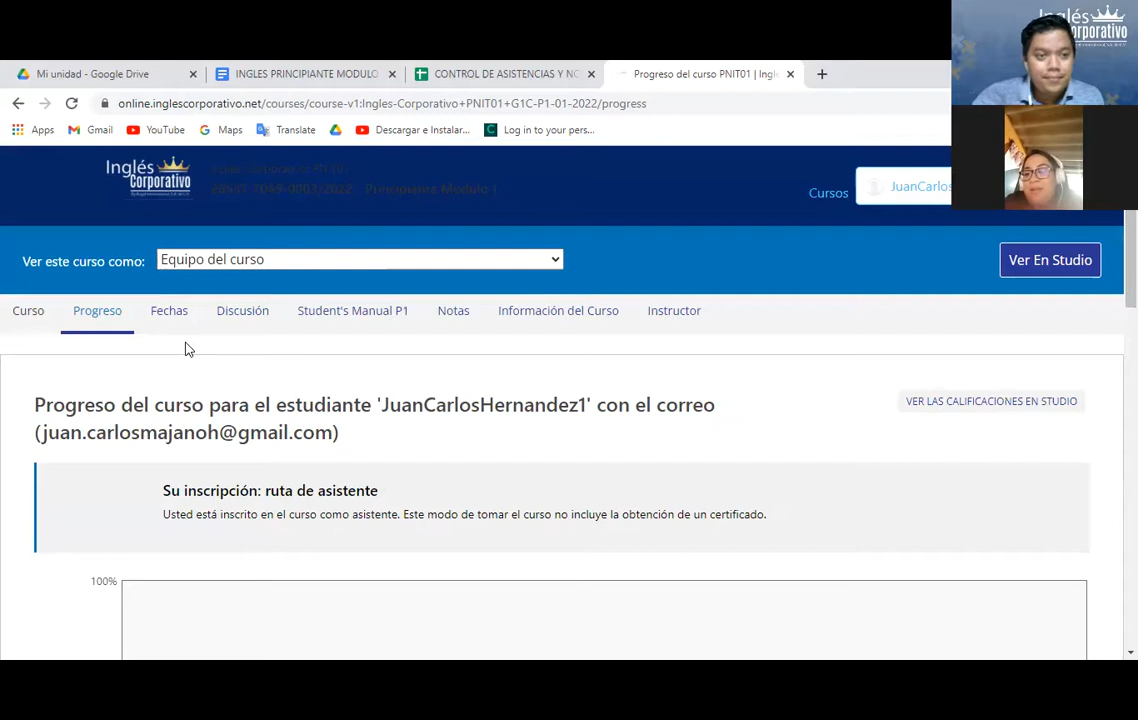 Inglés
Corporativo
Mi unidad - Google Drive
INGLES PRINCIPIANTE MODULO
CONTROL DE ASISTENCIAS Y NO
Progreso del curso PNIT01 | Ingl
online.inglescorporativo.net/courses/course-v1:Ingles-Corporativo+PNIT01+G1C-P1-01-2022/progress
Apps
Gmail
YouTube
Maps
Translate
Descargar e Instalar...
Log in to your pers...
Inglés
Corporativo
Principiante Modulo I
Cursos
JuanCarlos
Ver este curso como:
Equipo del curso
Ver En Studio
Curso
Progreso
Fechas
Discusión
Student's Manual P1
Notas
Información del Curso
Instructor
Progreso del curso para el estudiante 'JuanCarlosHernandez1' con el correo
(juan.carlosmajanoh@gmail.com)
VER LAS CALIFICACIONES EN STUDIO
Su inscripción: ruta de asistente
Usted está inscrito en el curso como asistente. Este modo de tomar el curso no incluye la obtención de un certificado.
100%